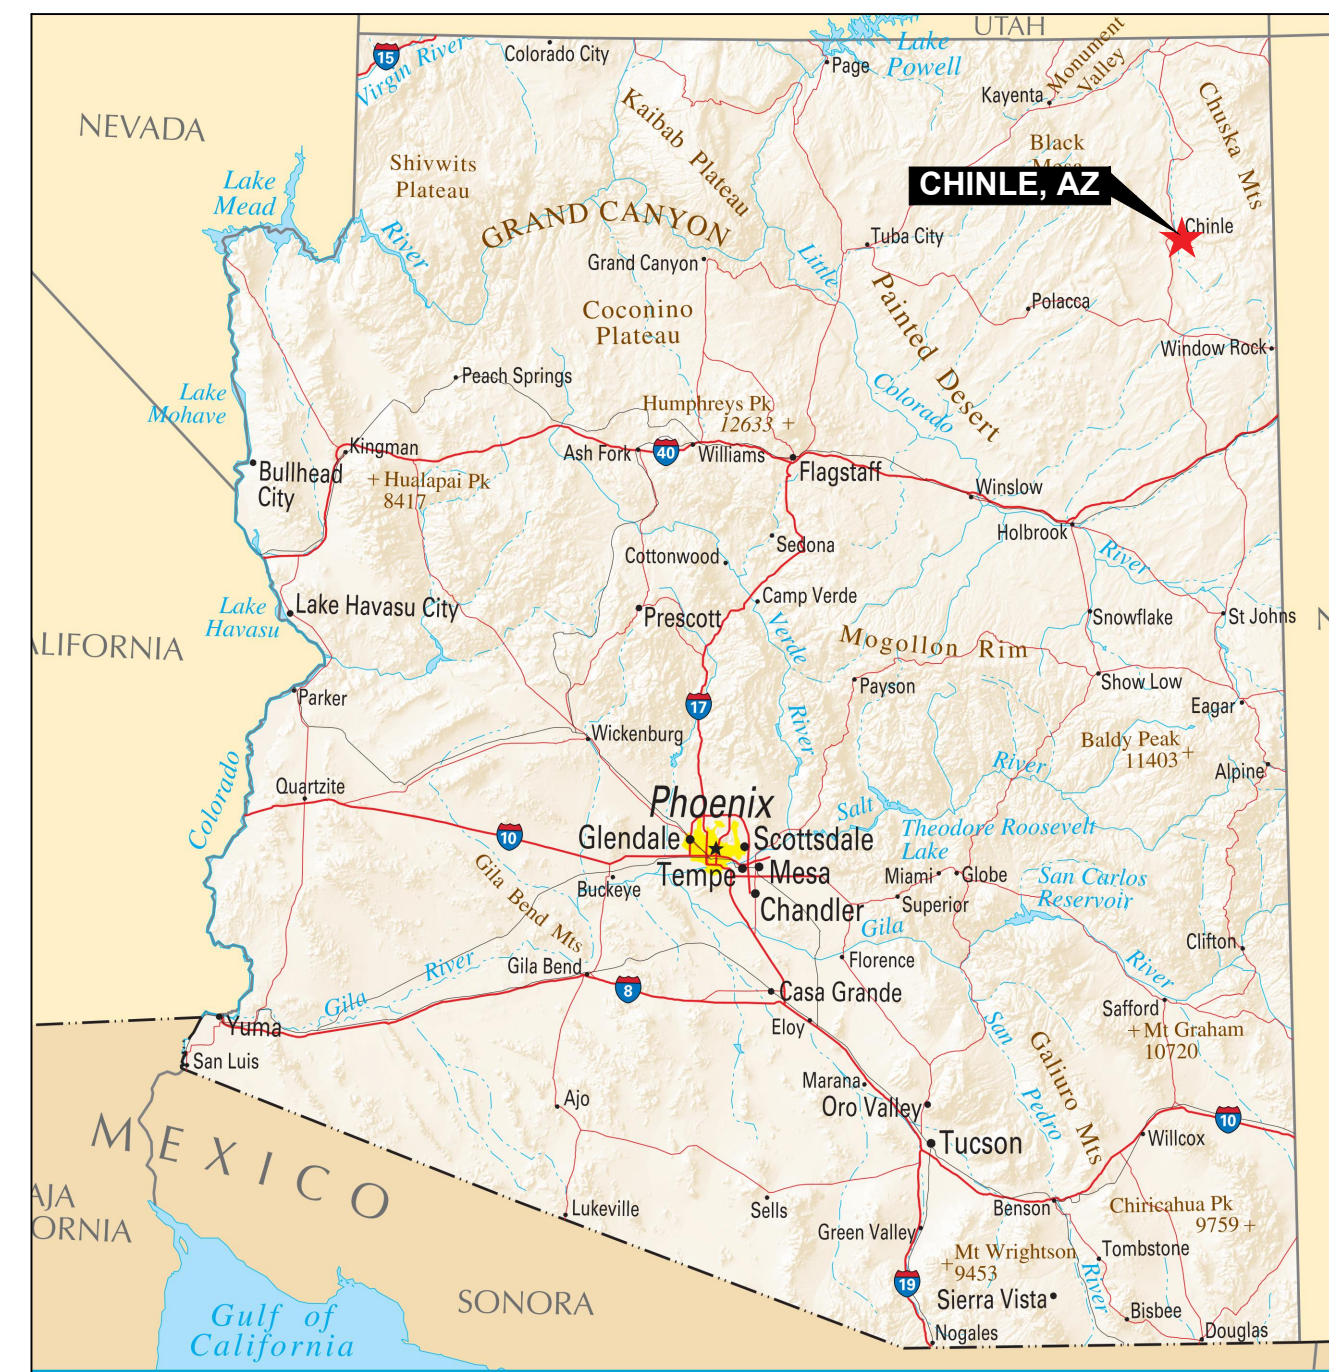 UTAH
15
Virgin River
Colorado City
Lake
Powell
Page
Monument
Valley
Kayenta
Chuska Mts
NEVADA
Kaibab Plateau
Black
Shivwits
Plateau
CHINLE, AZ
Lake
Mead
GRAND CANYON
River
Chinle
Tuba City
Little
Grand Canyon
Painted Desert
Polacca
Coconino
Plateau
Window Rock
Peach Springs
Lake
Mohave
Colorado
Humphreys Pk
12633 +
Kingman
Ash Fork
40
Williams
Flagstaff
Bullhead
City
+ Hualapai Pk
8417
Winslow
Holbrook
Sedona
Cottonwood
River
Camp Verde
Lake
Havasu
Lake Havasu City
Prescott
Verde
Snowflake
St Johns
N
ALIFORNIA
Mogollon Rim
Payson
Show Low
Parker
17
River
Eagar
Wickenburg
Baldy Peak
11403 +
River
Alpine
Quartzite
Colorado
Phoenix
Salt
Glendale
Scottsdale
Theodore Roosevelt
Lake
10
Tempe
Mesa
Miami
Globe
San Carlos
Reservoir
Buckeye
Gila Bend Mts
Chandler
Superior
Gila
Clifton
Florence
River
Gila Bend
River
8
Casa Grande
Gila
Safford
Yuma
Eloy
San Pedro
+ Mt Graham
10720
San Luis
Galiuro Mts
Marana
Ajo
Oro Valley
10
MEXICO
Tucson
Willcox
AJA
ORNIA
Lukeville
Sells
Benson
Chiricahua Pk
9759 +
Green Valley
+ Mt Wrightson
9453
Tombstone
River
19
Sierra Vista
Gulf of
California
SONORA
Bisbee
Nogales
Douglas